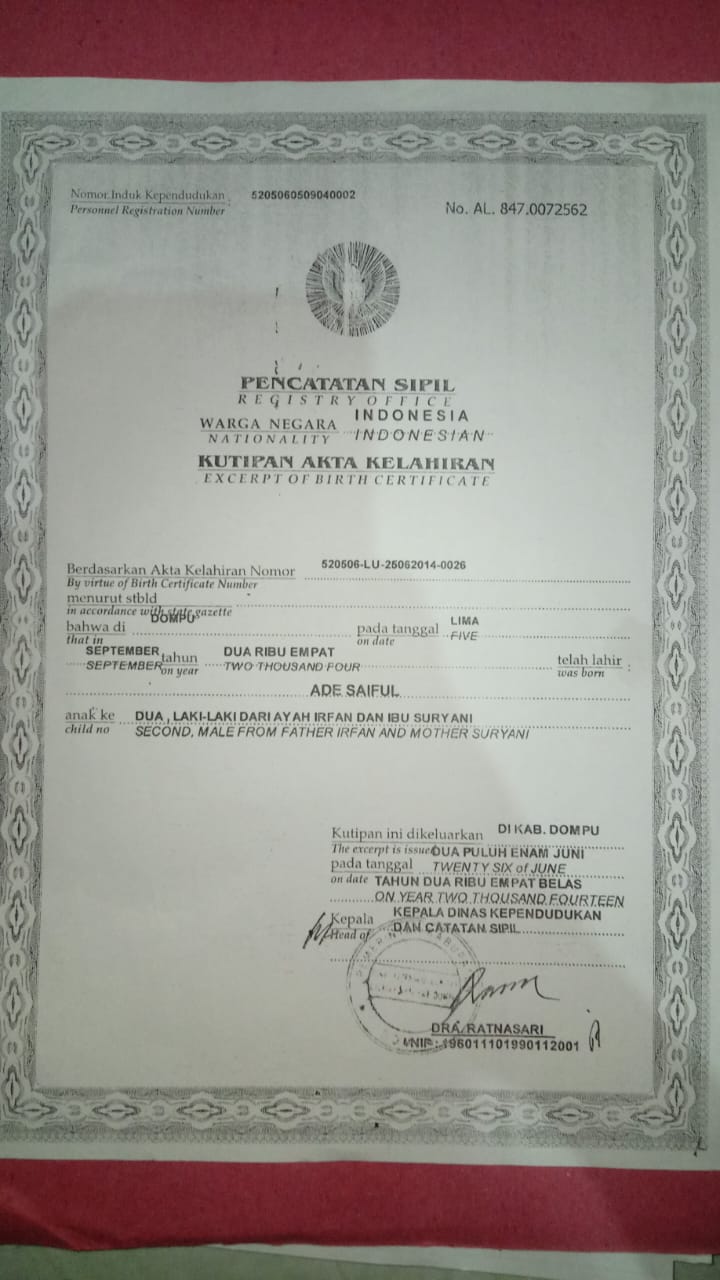 Nomor Induk Kependudukan : 5205060509040002
Personnel Registration Number
No. AL. 847.0072562
PENCATATAN SIPIL
REGISTRY OFFICE
WARGA NEGARA INDONESIA
NATIONALITY INDONESIAN
KUTIPAN AKTA KELAHIRAN
EXCERPT OF BIRTH CERTIFICATE
Berdasarkan Akta Kelahiran Nomor 520506-LU-25062014-0026
By virtue of Birth Certificate Number
menurut stbld
in accordance with state gazette
bahwa di DOMPU pada tanggal LIMA
that in on date FIVE
SEPTEMBER tahun DUA RIBU EMPAT telah lahir :
SEPTEMBER on year TWO THOUSAND FOUR was born
ADE SAIFUL
anak ke DUA , LAKI-LAKI DARI AYAH IRFAN DAN IBU SURYANI
child no SECOND, MALE FROM FATHER IRFAN AND MOTHER SURYANI
Kutipan ini dikeluarkan DI KAB. DOMPU
The excerpt is issued DUA PULUH ENAM JUNI
pada tanggal TWENTY SIX of JUNE
on date TAHUN DUA RIBU EMPAT BELAS
ON YEAR TWO THOUSAND FOURTEEN
Kepala KEPALA DINAS KEPENDUDUKAN
Head of DAN CATATAN SIPIL
DRA. RATNASARI
NIP : 196011101990112001